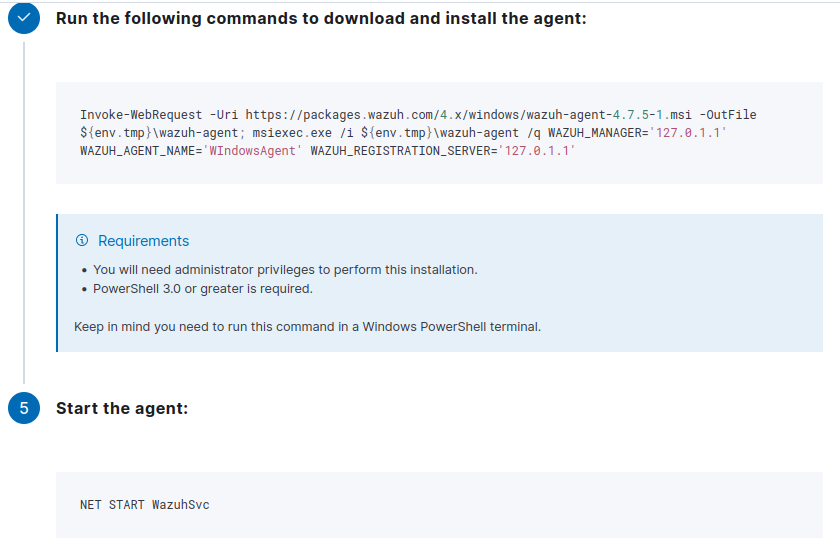 Run the following commands to download and install the agent:
Invoke-WebRequest -Uri https://packages.wazuh.com/4.x/windows/wazuh-agent-4.7.5-1.msi -OutFile
${env.tmp}\wazuh-agent; msiexec.exe /i ${env.tmp}\wazuh-agent /q WAZUH_MANAGER='127.0.1.1'
WAZUH_AGENT_NAME='WIndowsAgent' WAZUH_REGISTRATION_SERVER='127.0.1.1'
Requirements
• You will need administrator privileges to perform this installation.
• PowerShell 3.0 or greater is required.
Keep in mind you need to run this command in a Windows PowerShell terminal.
5 Start the agent:
NET START WazuhSvc